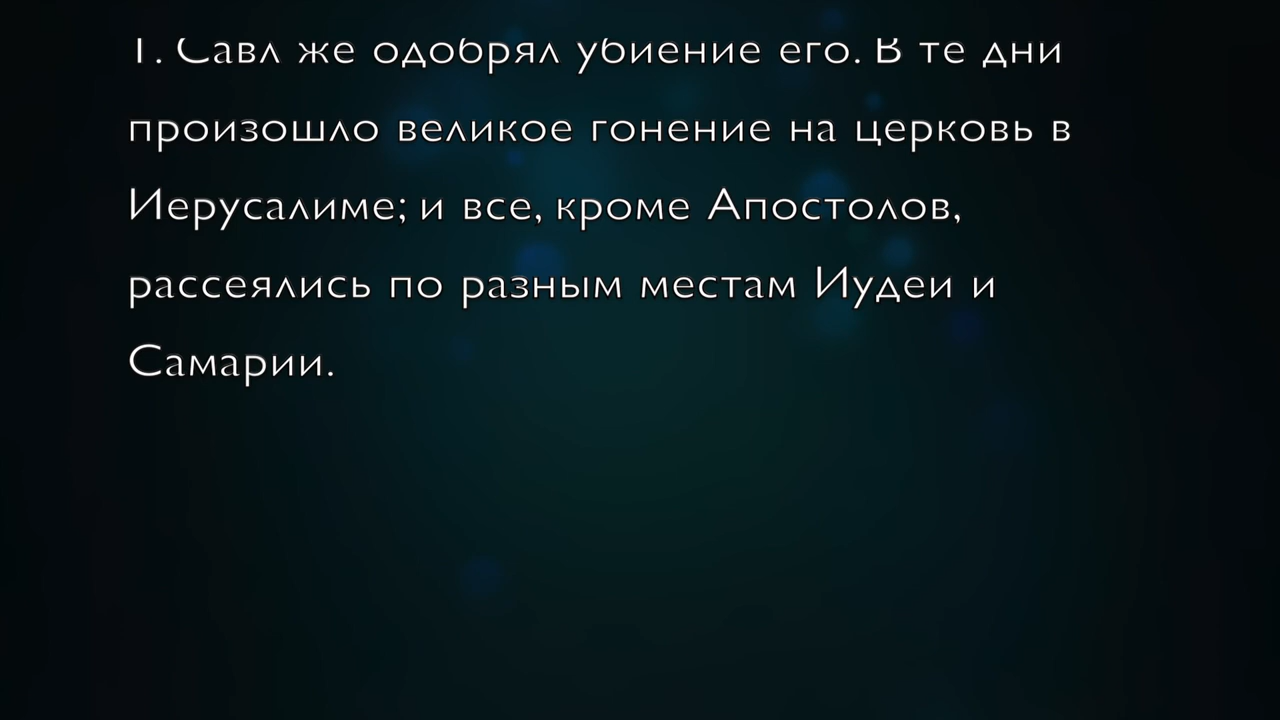 1. Савл же одобрял убиение его. В те дни
произошло великое гонение на церковь в
Иерусалиме; и все, кроме Апостолов,
рассеялись по разным местам Иудеи и
Самарии.